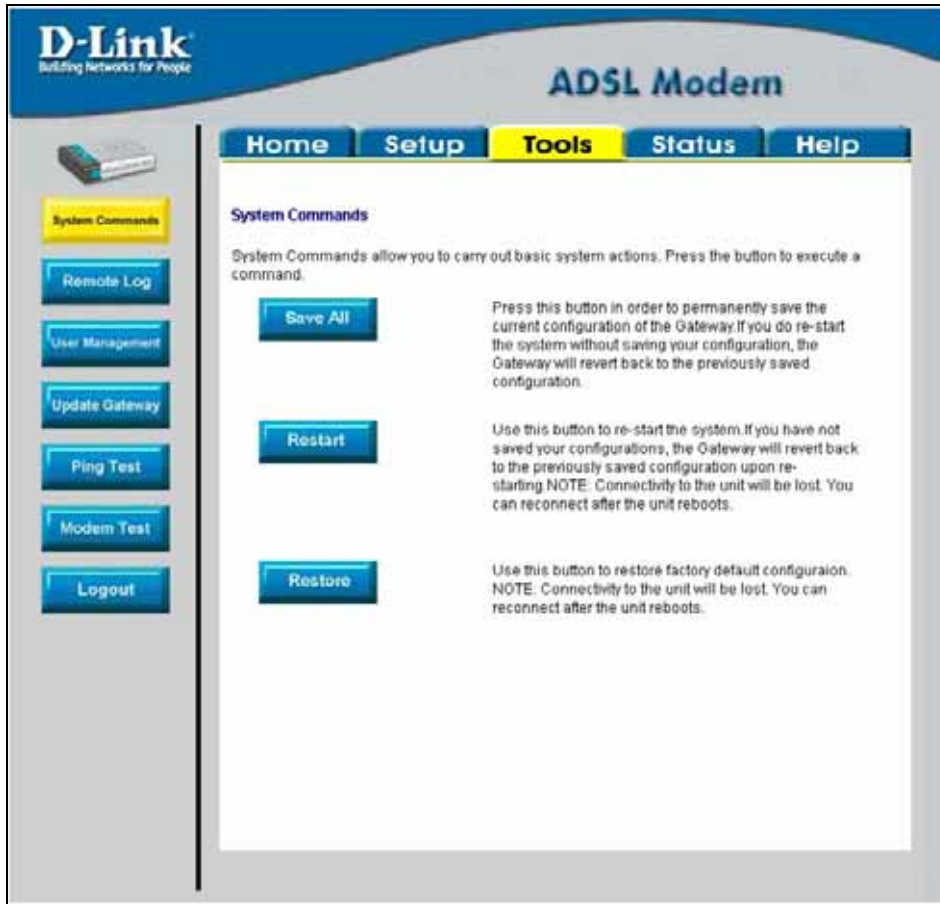 D-Link
Building Networks for People
ADSL Modem
Home Setup Tools Status Help
System Commands
Remote Log
User Management
Update Gateway
Ping Test
Modem Test
Logout
System Commands
System Commands allow you to carry out basic system actions. Press the button to execute a
command.
Save All
Press this button in order to permanently save the
current configuration of the Gateway.If you do re-start
the system without saving your configuration, the
Gateway will revert back to the previously saved
configuration.
Restart
Use this button to re-start the system.If you have not
saved your configurations, the Gateway will revert back
to the previously saved configuration upon re-
starting.NOTE: Connectivity to the unit will be lost. You
can reconnect after the unit reboots.
Restore
Use this button to restore factory default configuraion.
NOTE: Connectivity to the unit will be lost. You can
reconnect after the unit reboots.